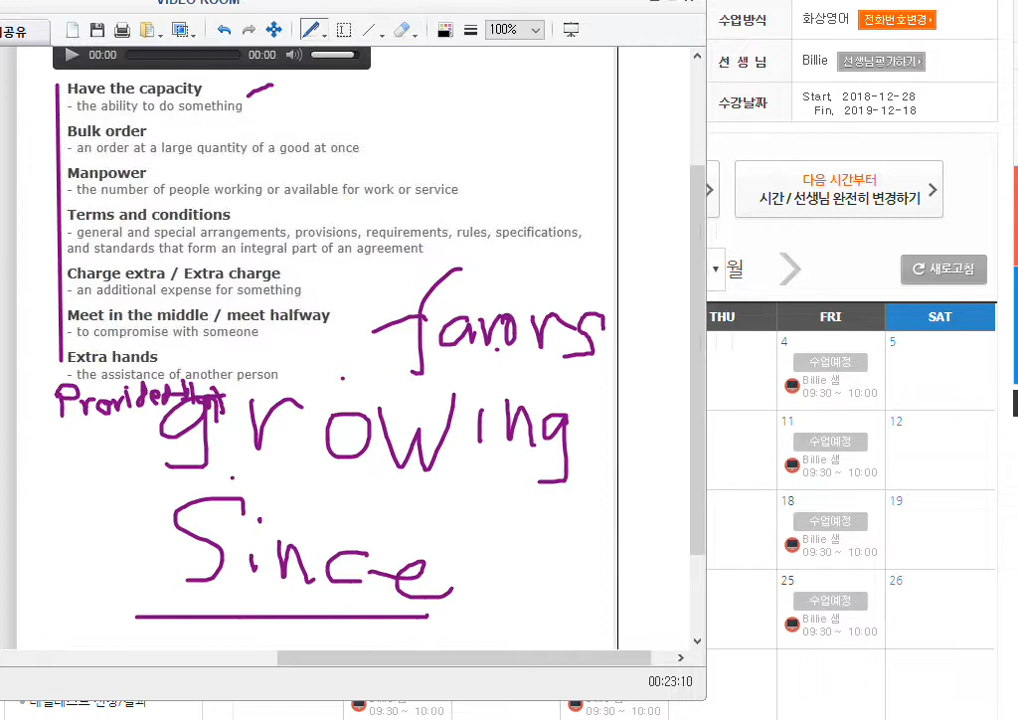 VIDEO ROOM
공유
100%
00:00
00:00
Have the capacity
- the ability to do something
Bulk order
- an order at a large quantity of a good at once
Manpower
- the number of people working or available for work or service
Terms and conditions
- general and special arrangements, provisions, requirements, rules, specifications,
and standards that form an integral part of an agreement
Charge extra / Extra charge
- an additional expense for something
Meet in the middle / meet halfway
- to compromise with someone
Extra hands
- the assistance of another person
favors
Provided that
growing
Since
00:23:10
수업방식
화상영어
전화번호변경
선 생 님
Billie
선생님평가하기
수강날짜
Start, 2018-12-28
Fin, 2019-12-18
다음 시간부터
시간 / 선생님 완전히 변경하기
월
새로고침
THU
FRI
SAT
4
수업예정
Billie 샘
09:30 ~ 10:00
5
11
수업예정
Billie 샘
09:30 ~ 10:00
12
18
수업예정
Billie 샘
09:30 ~ 10:00
19
25
수업예정
Billie 샘
09:30 ~ 10:00
26
Billie 샘
09:30 ~ 10:00
Billie 샘
09:30 ~ 10:00